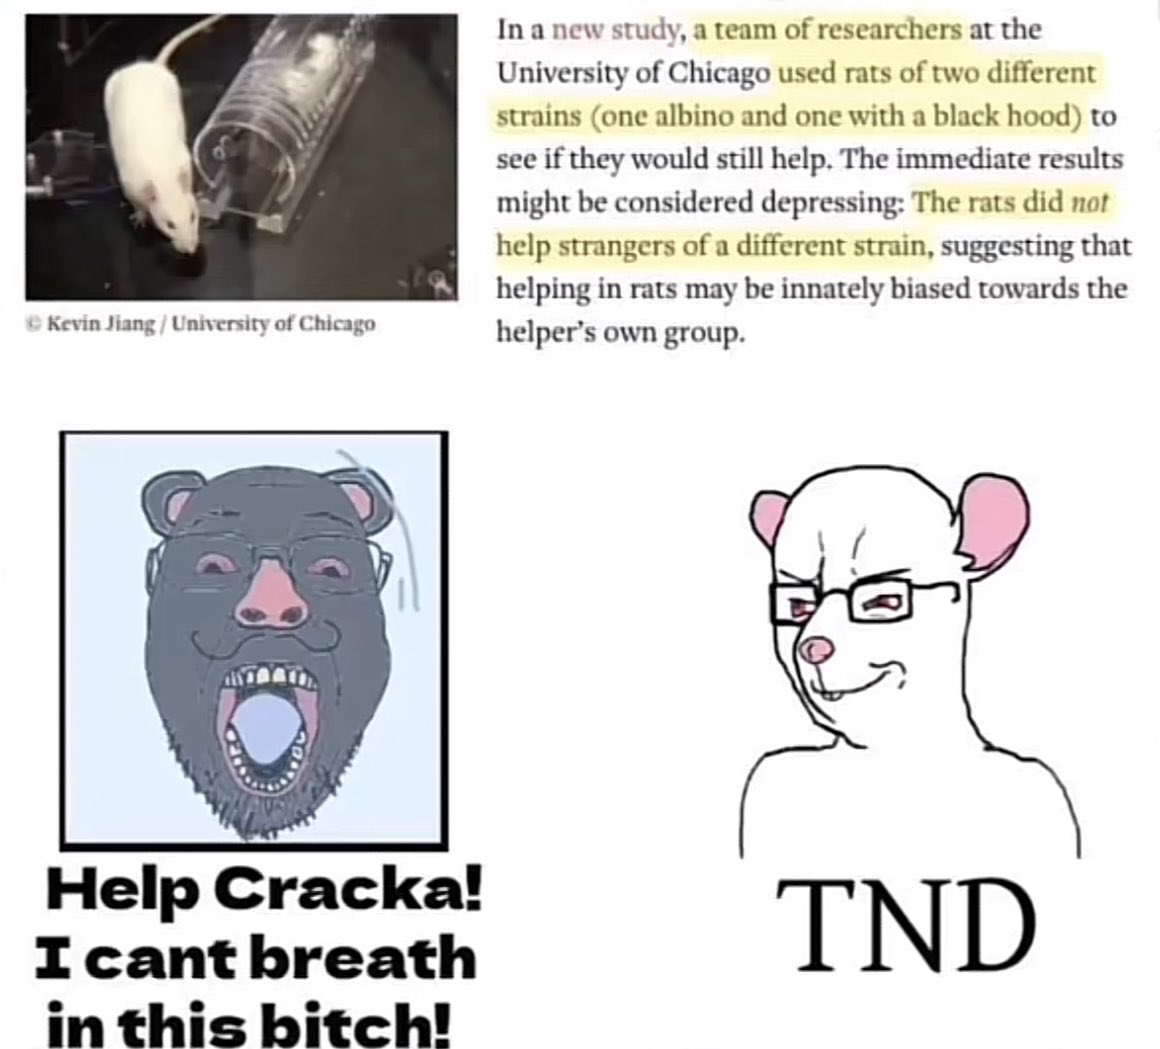 In a new study, a team of researchers at the
University of Chicago used rats of two different
strains (one albino and one with a black hood) to
see if they would still help. The immediate results
might be considered depressing: The rats did not
help strangers of a different strain, suggesting that
helping in rats may be innately biased towards the
helper's own group.
© Kevin Jiang / University of Chicago
Help Cracka!
I cant breath
in this bitch!
TND